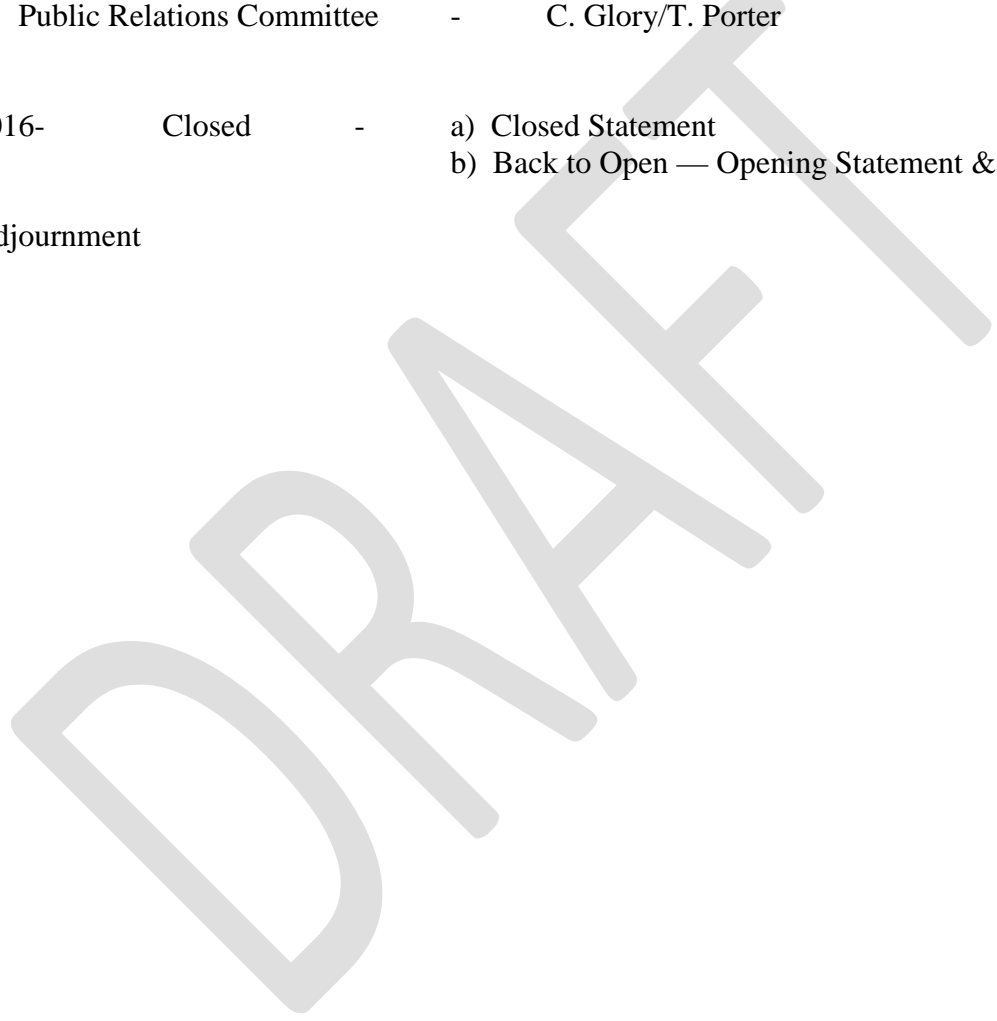 Public Relations Committee - C. Glory/T. Porter
016- Closed - a) Closed Statement
b) Back to Open — Opening Statement &
djournment
DRAFT